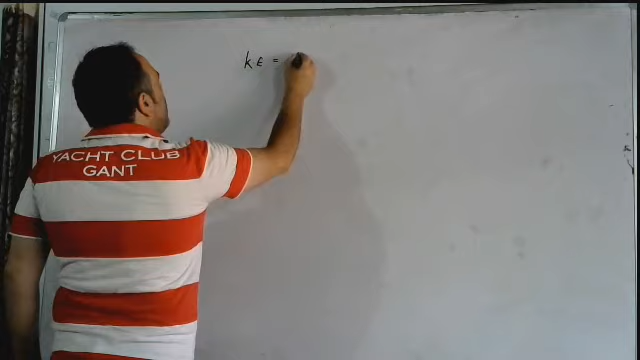 KE =
YACHT CLUB
GANT